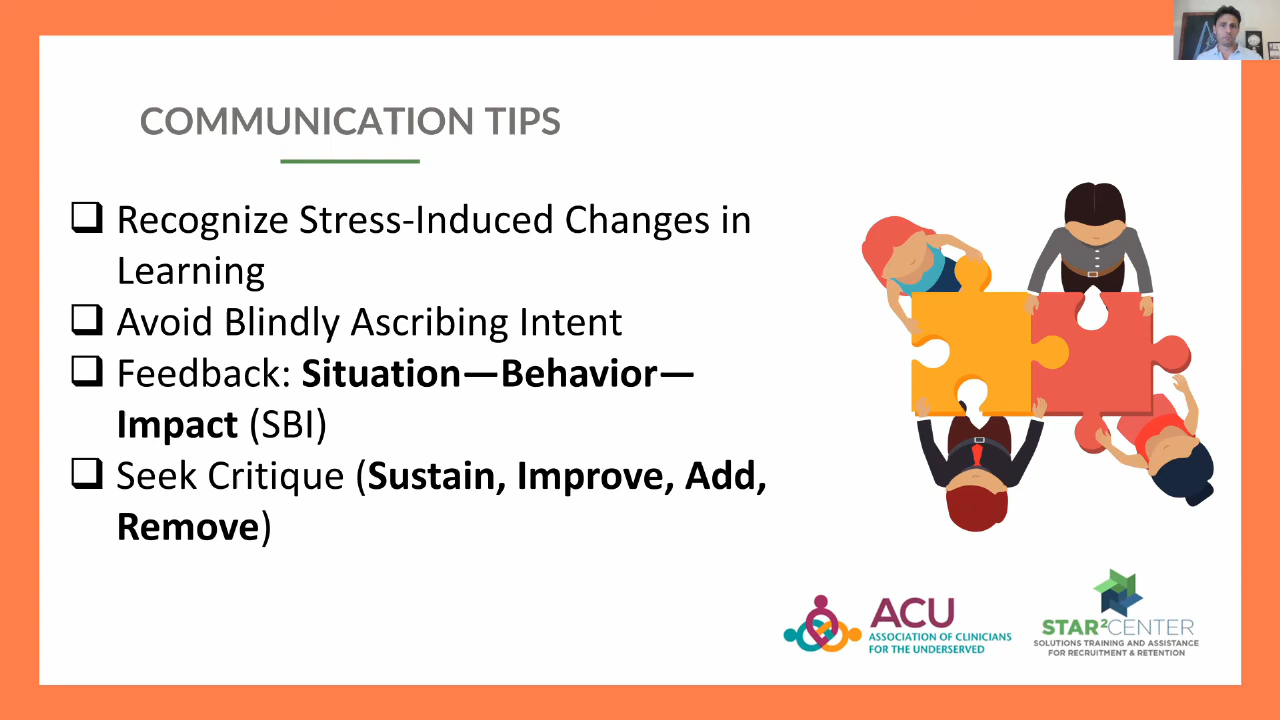 COMMUNICATION TIPS
Recognize Stress-Induced Changes in
Learning
Avoid Blindly Ascribing Intent
Feedback: Situation—Behavior—
Impact (SBI)
Seek Critique (Sustain, Improve, Add,
Remove)
ACU
ASSOCIATION OF CLINICIANS
FOR THE UNDERSERVED
STAR²CENTER
SOLUTIONS TRAINING AND ASSISTANCE
FOR RECRUITMENT & RETENTION